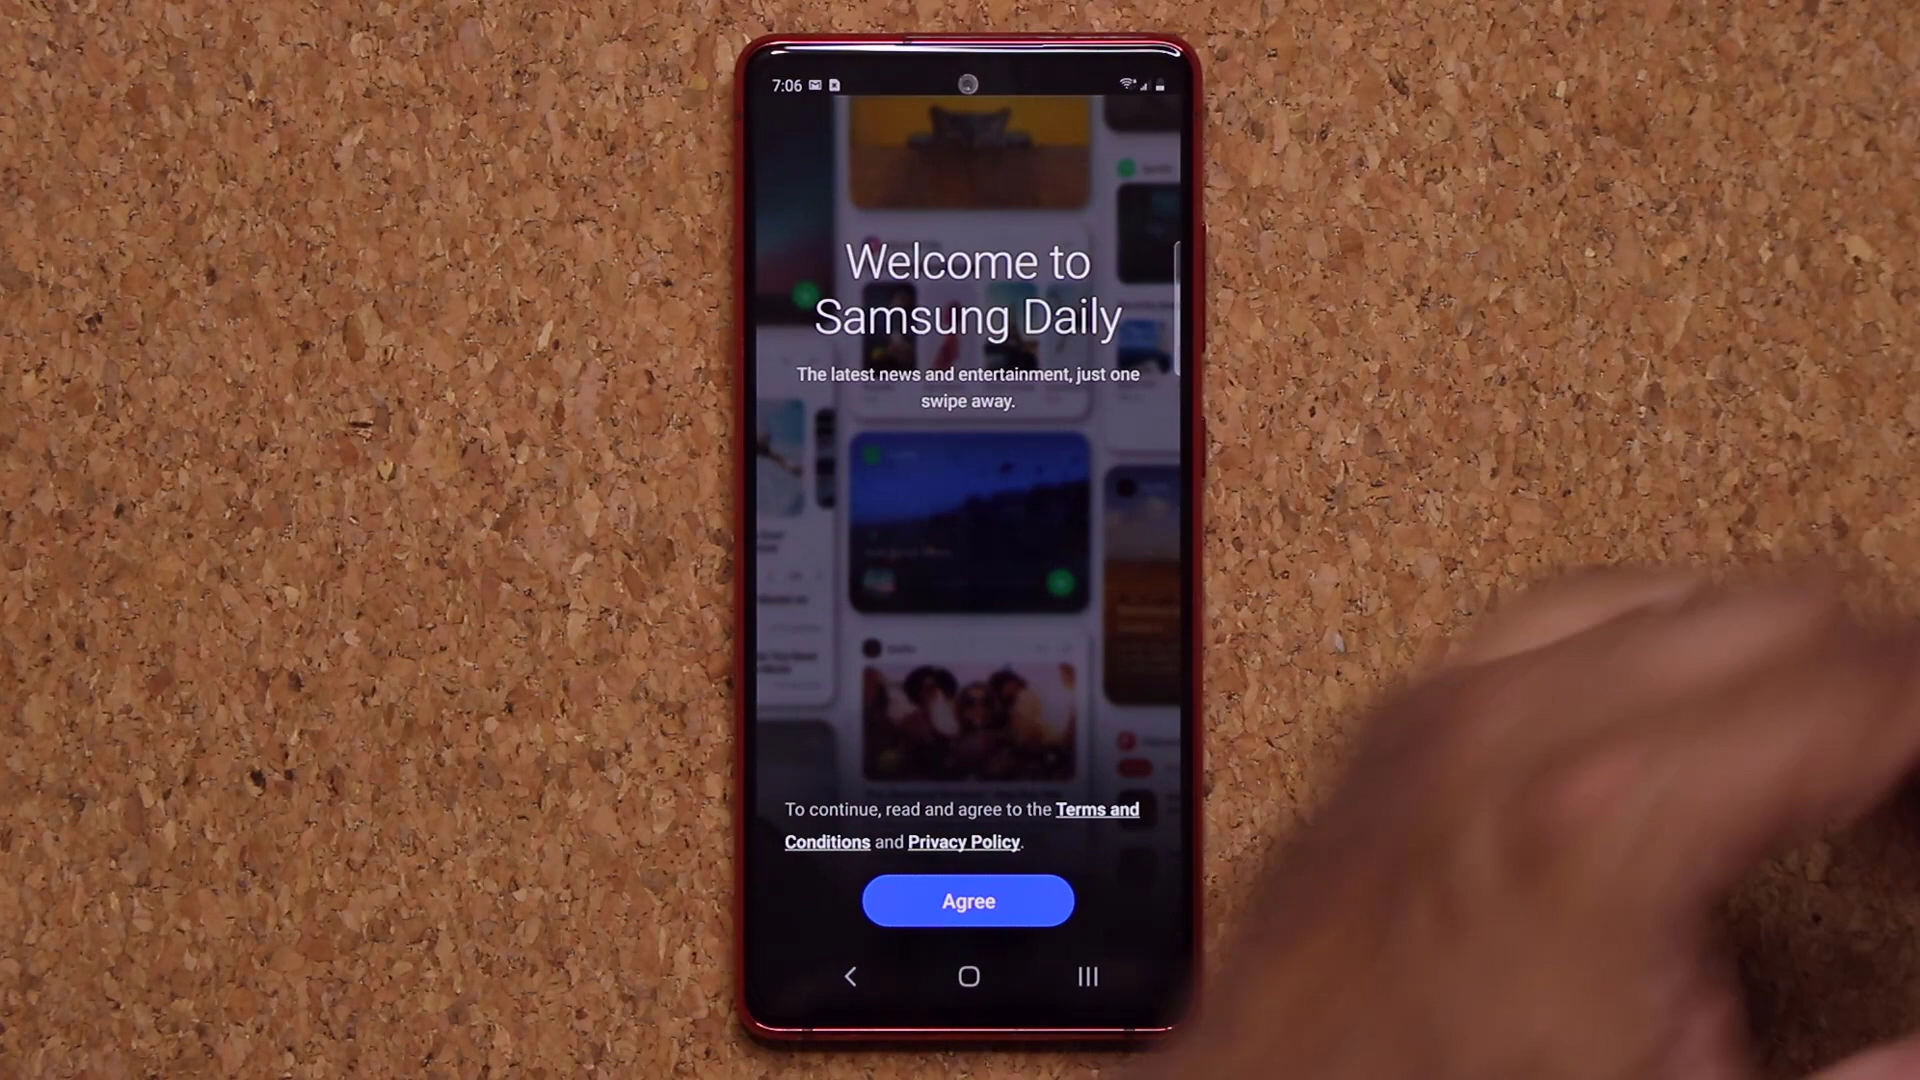 7:06
Welcome to
Samsung Daily
The latest news and entertainment, just one
swipe away.
To continue, read and agree to the Terms and
Conditions and Privacy Policy.
Agree